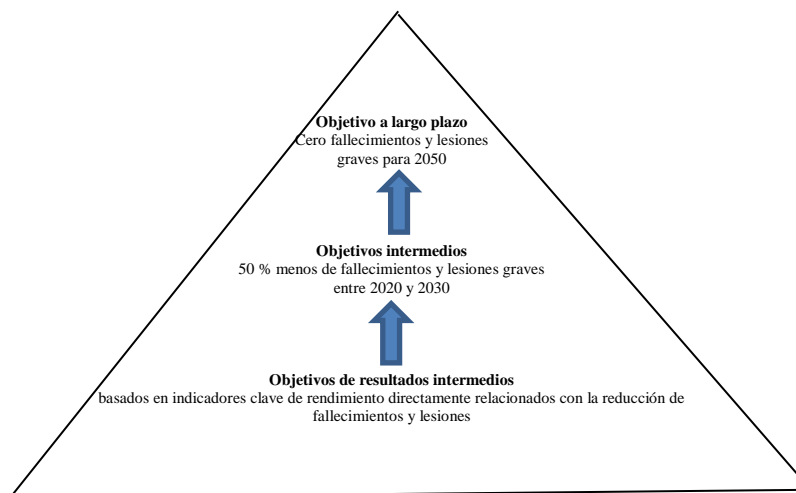 Objetivo a largo plazo
Cero fallecimientos y lesiones
graves para 2050
Objetivos intermedios
50 % menos de fallecimientos y lesiones graves
entre 2020 y 2030
Objetivos de resultados intermedios
basados en indicadores clave de rendimiento directamente relacionados con la reducción de
fallecimientos y lesiones